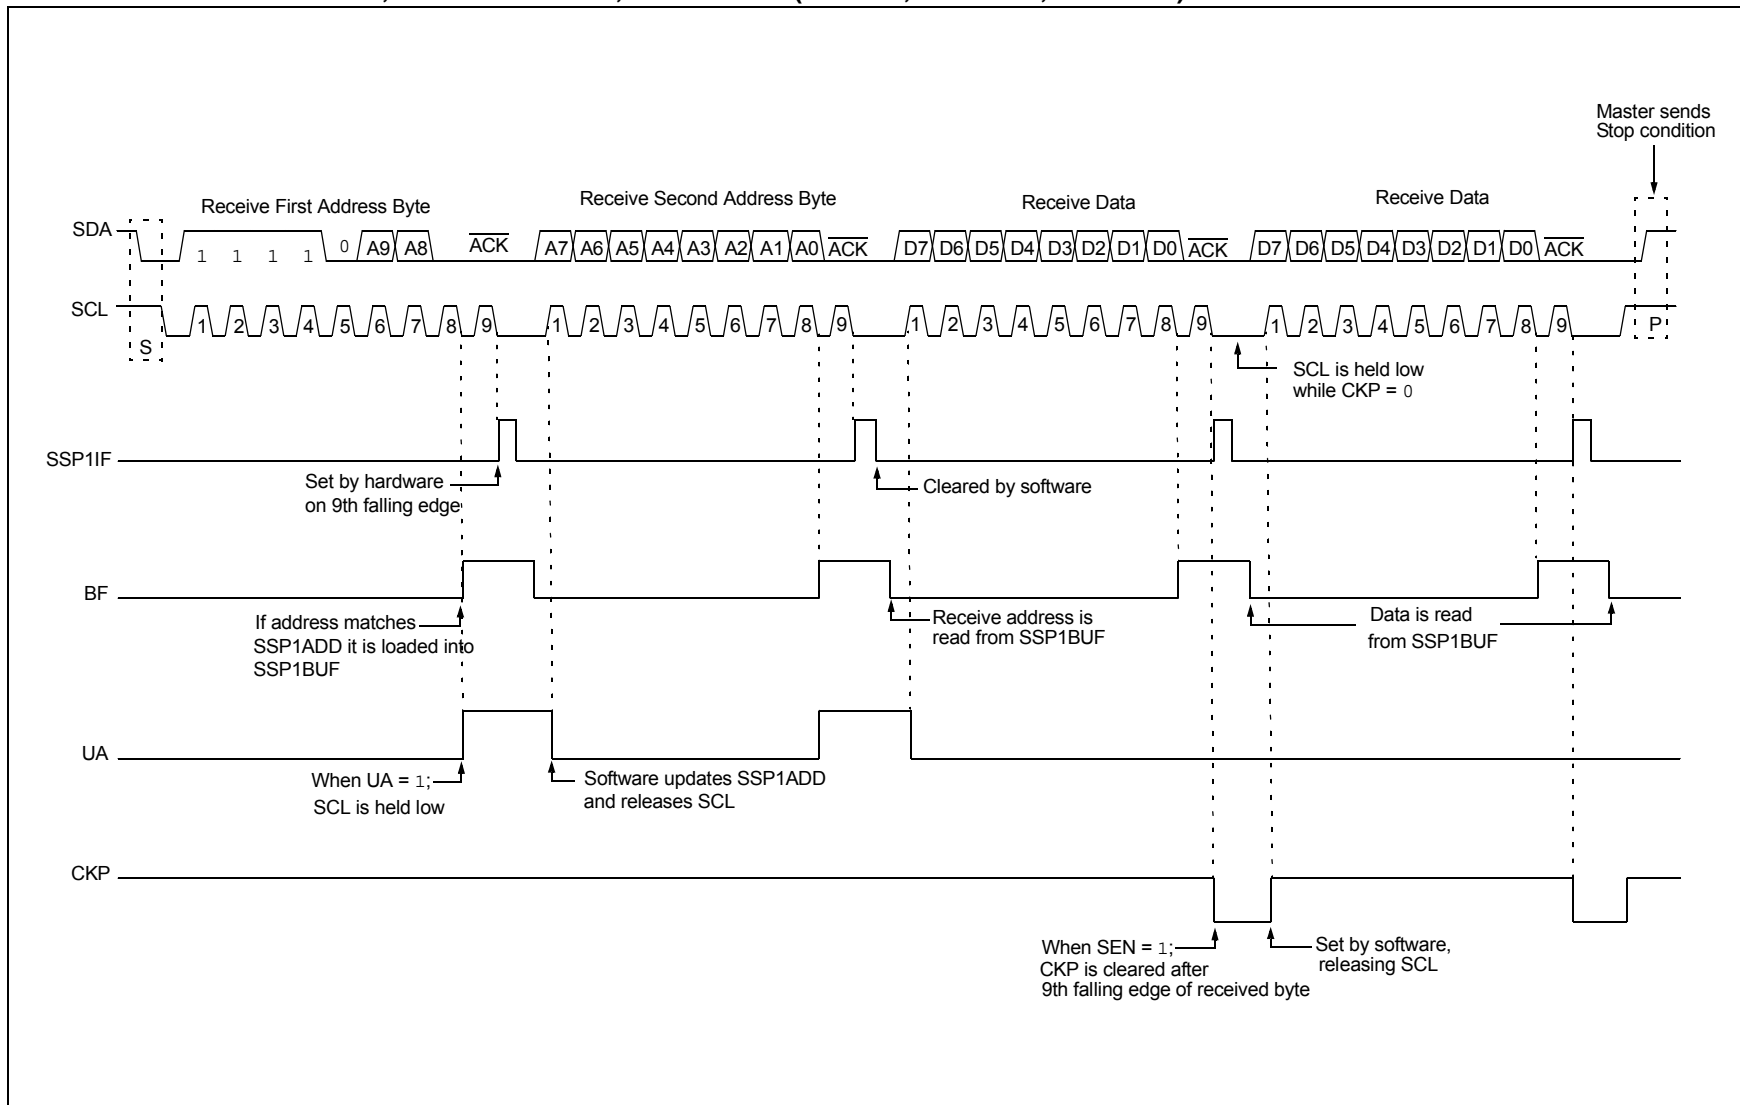 Master sends
Stop condition
Receive First Address Byte
Receive Second Address Byte
Receive Data
Receive Data
SDA
1 1 1 1 0 A9 A8 ACK A7 A6 A5 A4 A3 A2 A1 A0 ACK D7 D6 D5 D4 D3 D2 D1 D0 ACK D7 D6 D5 D4 D3 D2 D1 D0 ACK
SCL
S 1 2 3 4 5 6 7 8 9 1 2 3 4 5 6 7 8 9 1 2 3 4 5 6 7 8 9 1 2 3 4 5 6 7 8 9 P
SCL is held low
while CKP = 0
SSP1IF
Set by hardware
on 9th falling edge
Cleared by software
BF
If address matches
SSP1ADD it is loaded into
SSP1BUF
Receive address is
read from SSP1BUF
Data is read
from SSP1BUF
UA
When UA = 1;
SCL is held low
Software updates SSP1ADD
and releases SCL
CKP
When SEN = 1;
CKP is cleared after
9th falling edge of received byte
Set by software,
releasing SCL